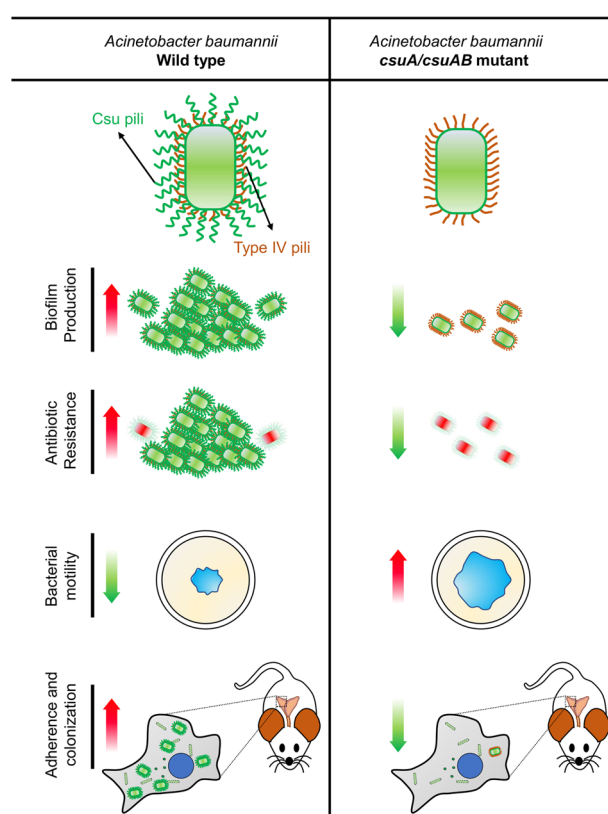 Acinetobacter baumannii
Wild type
Acinetobacter baumannii
csuA/csuAB mutant
Csu pili
Type IV pili
Biofilm
Production
Antibiotic
Resistance
Bacterial
motility
Adherence and
colonization